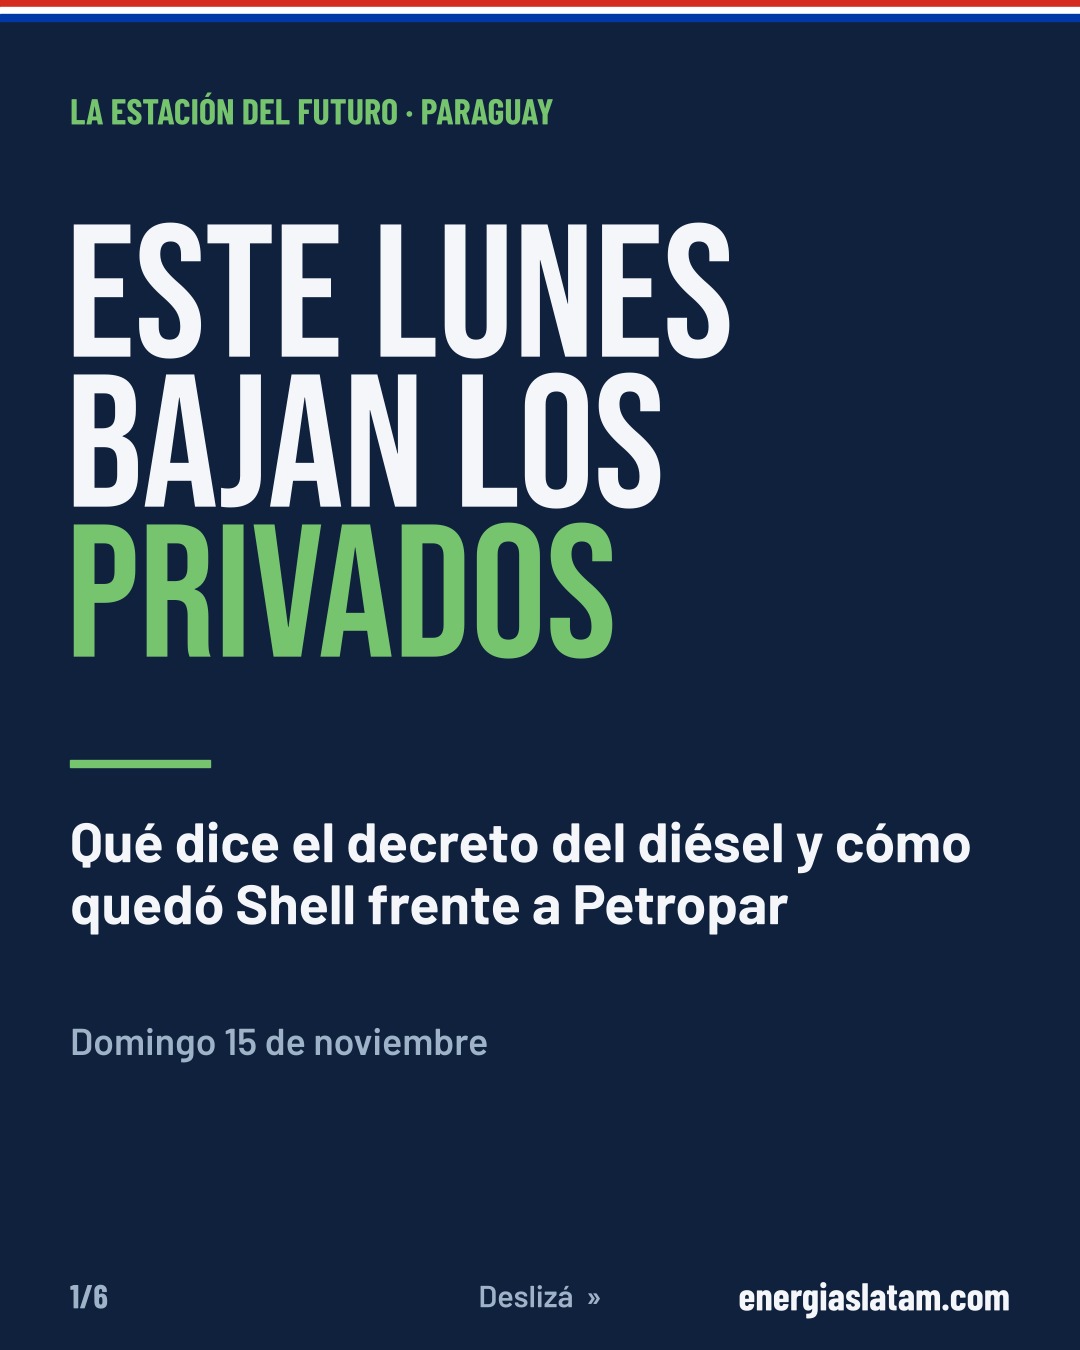 LA ESTACIÓN DEL FUTURO · PARAGUAY
ESTE LUNES
BAJAN LOS
PRIVADOS
Qué dice el decreto del diésel y cómo
quedó Shell frente a Petropar
Domingo 15 de noviembre
1/6
Deslizá »
energiaslatam.com